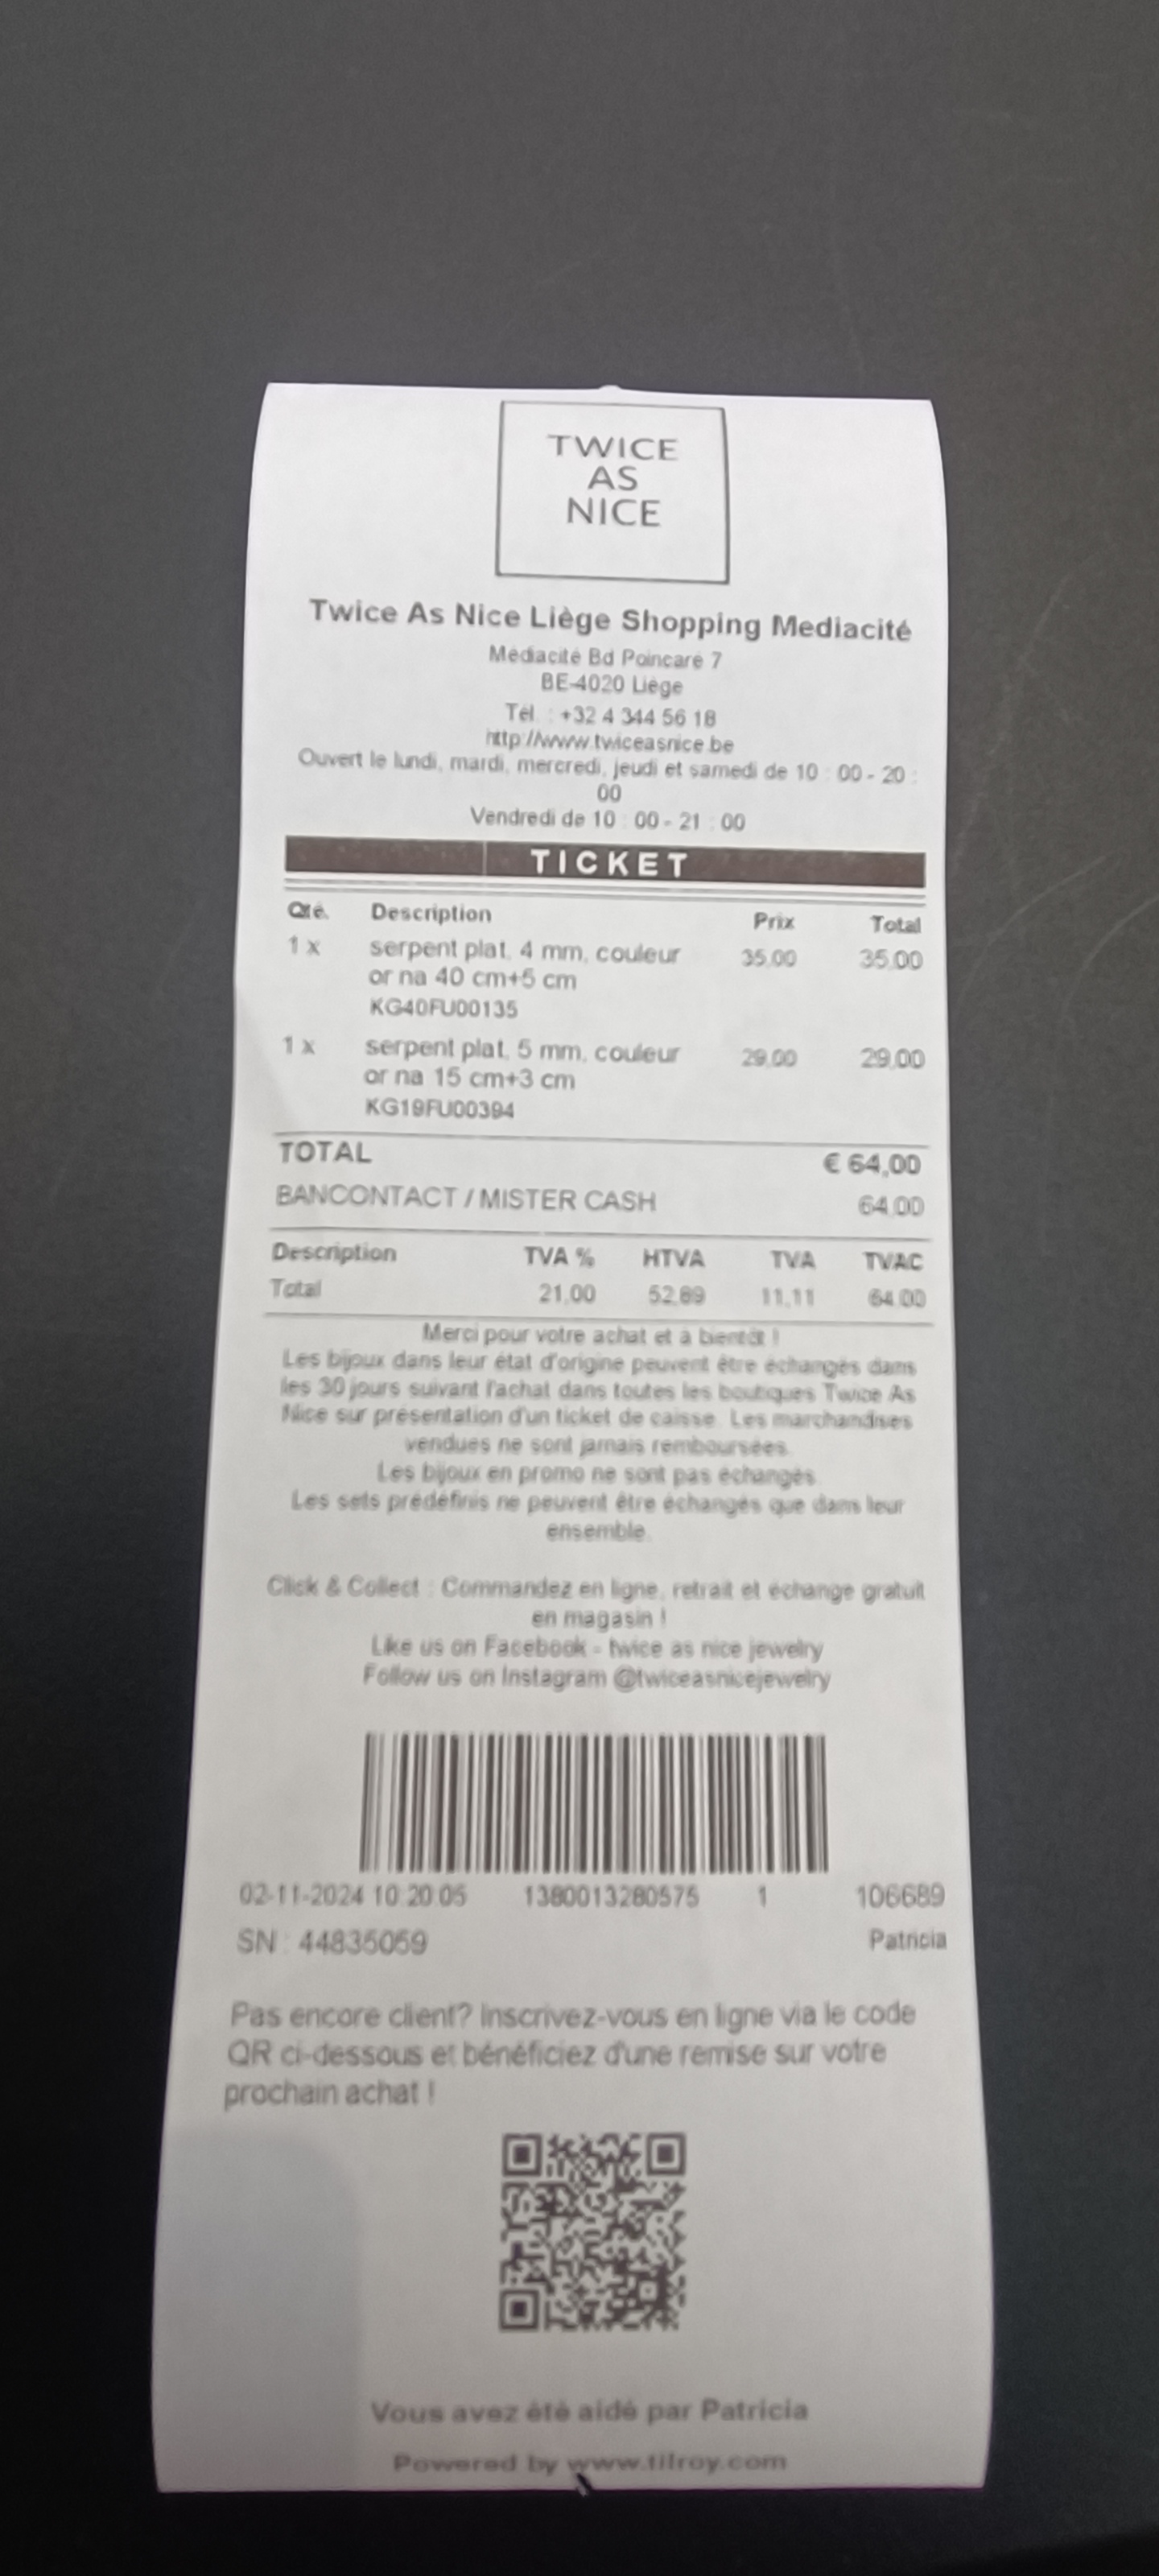 TWICE
AS
NICE
Twice As Nice Liège Shopping Mediacité
Médiacité Bd Poincaré 7
BE-4020 Liège
Tél. : +32 4 344 56 18
http://www.twiceasnice.be
Ouvert le lundi, mardi, mercredi, jeudi et samedi de 10 : 00 - 20 :
00
Vendredi de 10 : 00 - 21 : 00
TICKET
Qté. Description Prix Total
1 x serpent plat, 4 mm, couleur 35,00 35,00
or na 40 cm+5 cm
KG40FU00135
1 x serpent plat, 5 mm, couleur 29,00 29,00
or na 15 cm+3 cm
KG19FU00394
TOTAL € 64,00
BANCONTACT / MISTER CASH 64,00
Description TVA % HTVA TVA TVAC
Total 21,00 52,89 11,11 64,00
Merci pour votre achat et à bientôt !
Les bijoux dans leur état d'origine peuvent être échangés dans
les 30 jours suivant l'achat dans toutes les boutiques Twice As
Nice sur présentation d'un ticket de caisse. Les marchandises
vendues ne sont jamais remboursées.
Les bijoux en promo ne sont pas échangés.
Les sets prédéfinis ne peuvent être échangés que dans leur
ensemble.
Click & Collect : Commandez en ligne, retrait et échange gratuit
en magasin !
Like us on Facebook - twice as nice jewelry
Follow us on Instagram @twiceasnicejewelry
02-11-2024 10:20:05 1380013280575 1 106689
SN : 44835059 Patricia
Pas encore client? Inscrivez-vous en ligne via le code
QR ci-dessous et bénéficiez d'une remise sur votre
prochain achat !
Vous avez été aidé par Patricia
Powered by www.tilroy.com